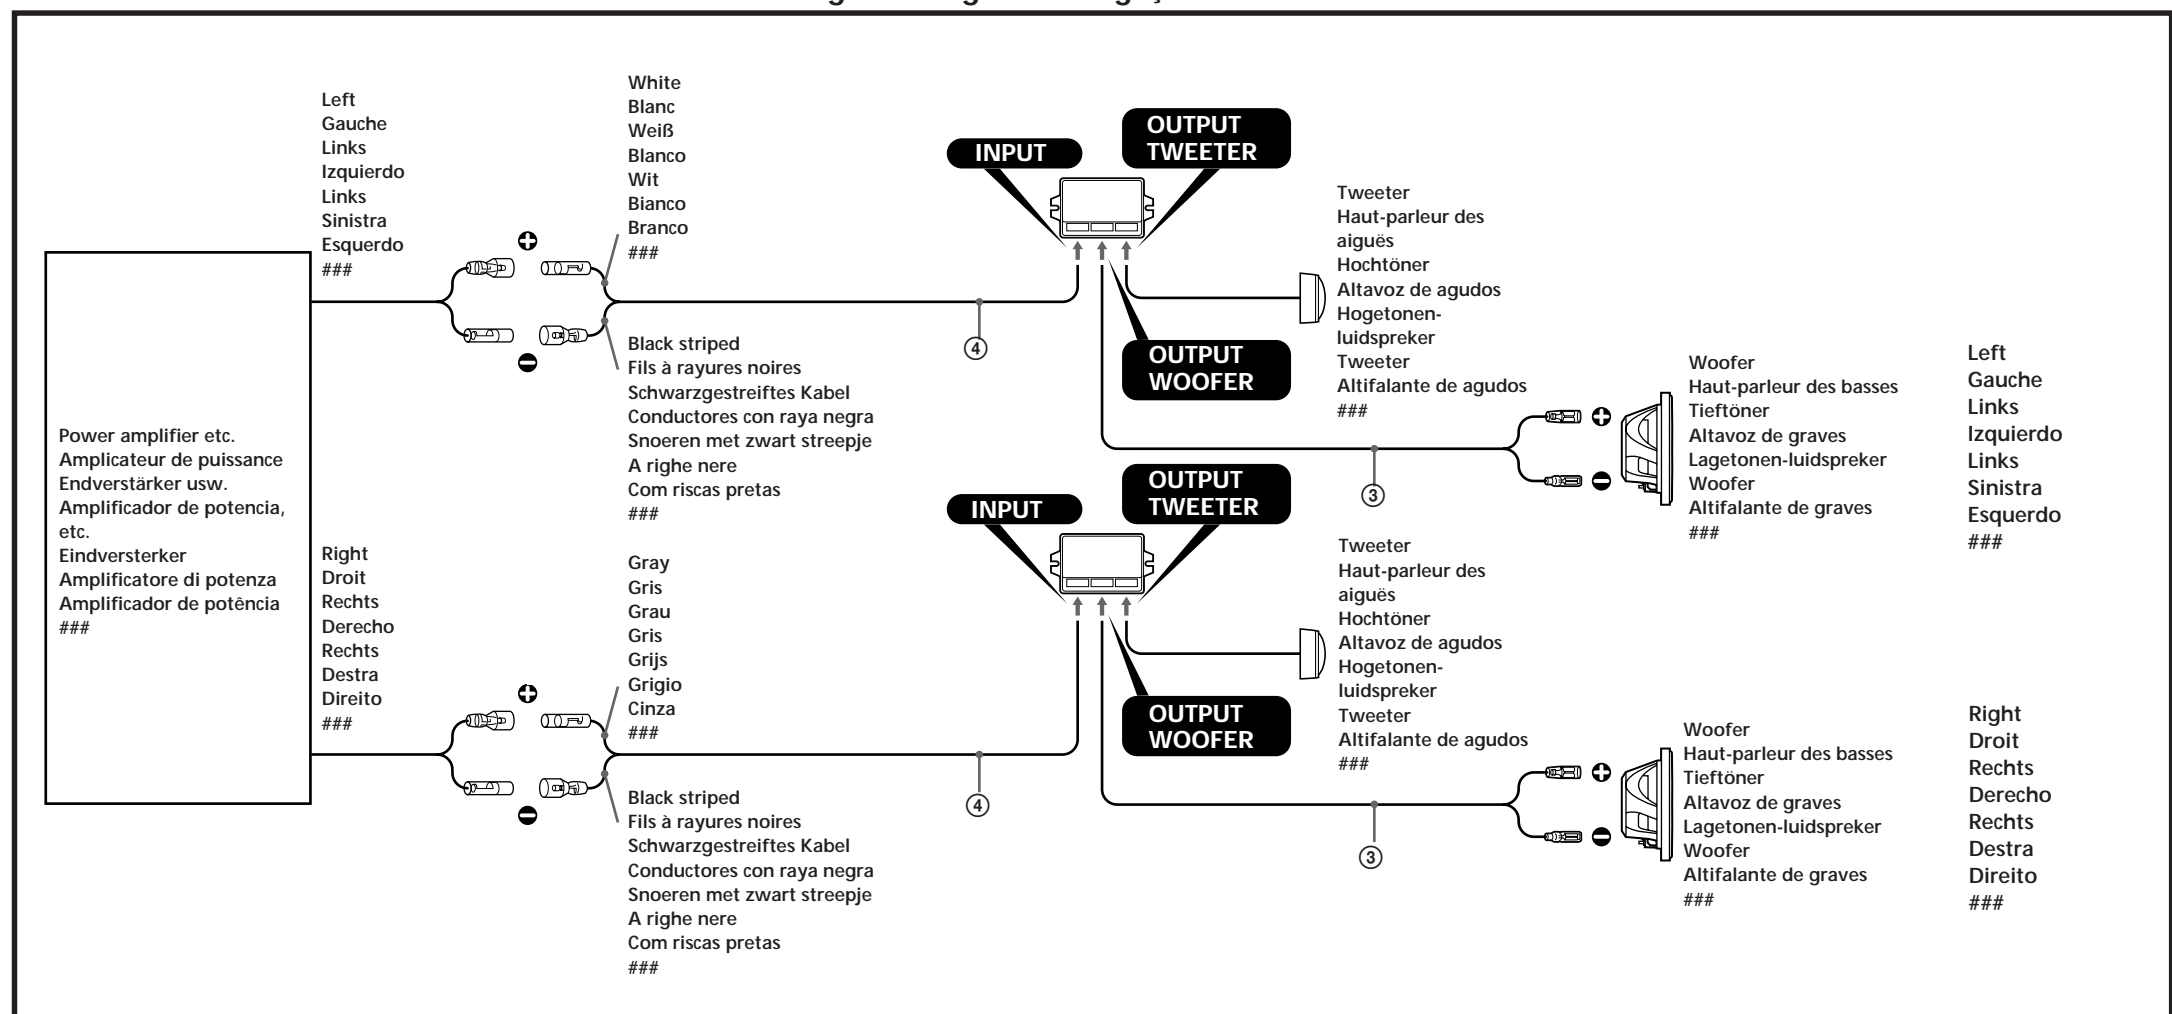 Left
Gauche
Links
Izquierdo
Links
Sinistra
Esquerdo
###
White
Blanc
Weiß
Blanco
Wit
Bianco
Branco
###
INPUT
OUTPUT
TWEETER
Tweeter
Haut-parleur des
aiguës
Hochtöner
Altavoz de agudos
Hogetonen-
luidspreker
Tweeter
Altifalante de agudos
###
Black striped
Fils à rayures noires
Schwarzgestreiftes Kabel
Conductores con raya negra
Snoeren met zwart streepje
A righe nere
Com riscas pretas
###
4
OUTPUT
WOOFER
3
Woofer
Haut-parleur des basses
Tieftöner
Altavoz de graves
Lagetonen-luidspreker
Woofer
Altifalante de graves
###
Left
Gauche
Links
Izquierdo
Links
Sinistra
Esquerdo
###
Power amplifier etc.
Amplicateur de puissance
Endverstärker usw.
Amplificador de potencia,
etc.
Eindversterker
Amplificatore di potenza
Amplificador de potência
###
Right
Droit
Rechts
Derecho
Rechts
Destra
Direito
###
Gray
Gris
Grau
Gris
Grijs
Grigio
Cinza
###
INPUT
OUTPUT
TWEETER
Tweeter
Haut-parleur des
aiguës
Hochtöner
Altavoz de agudos
Hogetonen-
luidspreker
Tweeter
Altifalante de agudos
###
Black striped
Fils à rayures noires
Schwarzgestreiftes Kabel
Conductores con raya negra
Snoeren met zwart streepje
A righe nere
Com riscas pretas
###
4
OUTPUT
WOOFER
3
Woofer
Haut-parleur des basses
Tieftöner
Altavoz de graves
Lagetonen-luidspreker
Woofer
Altifalante de graves
###
Right
Droit
Rechts
Derecho
Rechts
Destra
Direito
###